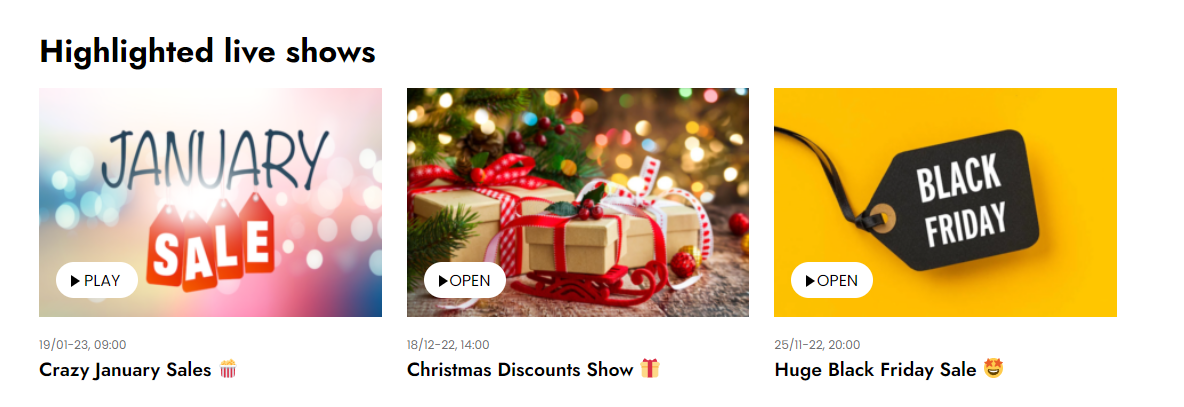 Highlighted live shows
JANUARY
SALE
PLAY
19/01-23, 09:00
Crazy January Sales 🍿
OPEN
18/12-22, 14:00
Christmas Discounts Show 🎁
BLACK
FRIDAY
OPEN
25/11-22, 20:00
Huge Black Friday Sale 🤩